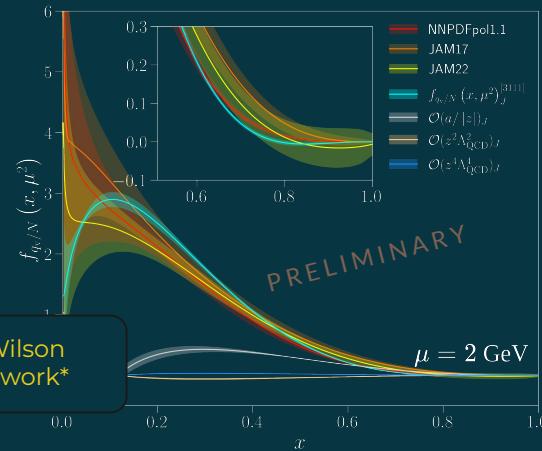 6
5
4
3
2
1
f_{q_v/N} (x, μ²)
0.3
0.2
0.1
0.0
−0.1
0.6
0.8
1.0
NNPDFpol1.1
JAM17
JAM22
f_{q_v/N} (x, μ²)_J^{[3111]}
𝒪(a/|z|)_J
𝒪(z²Λ²_QCD)_J
𝒪(z⁴Λ⁴_QCD)_J
PRELIMINARY
μ = 2 GeV
Wilson
work*
0.0
0.2
0.4
0.6
0.8
1.0
x